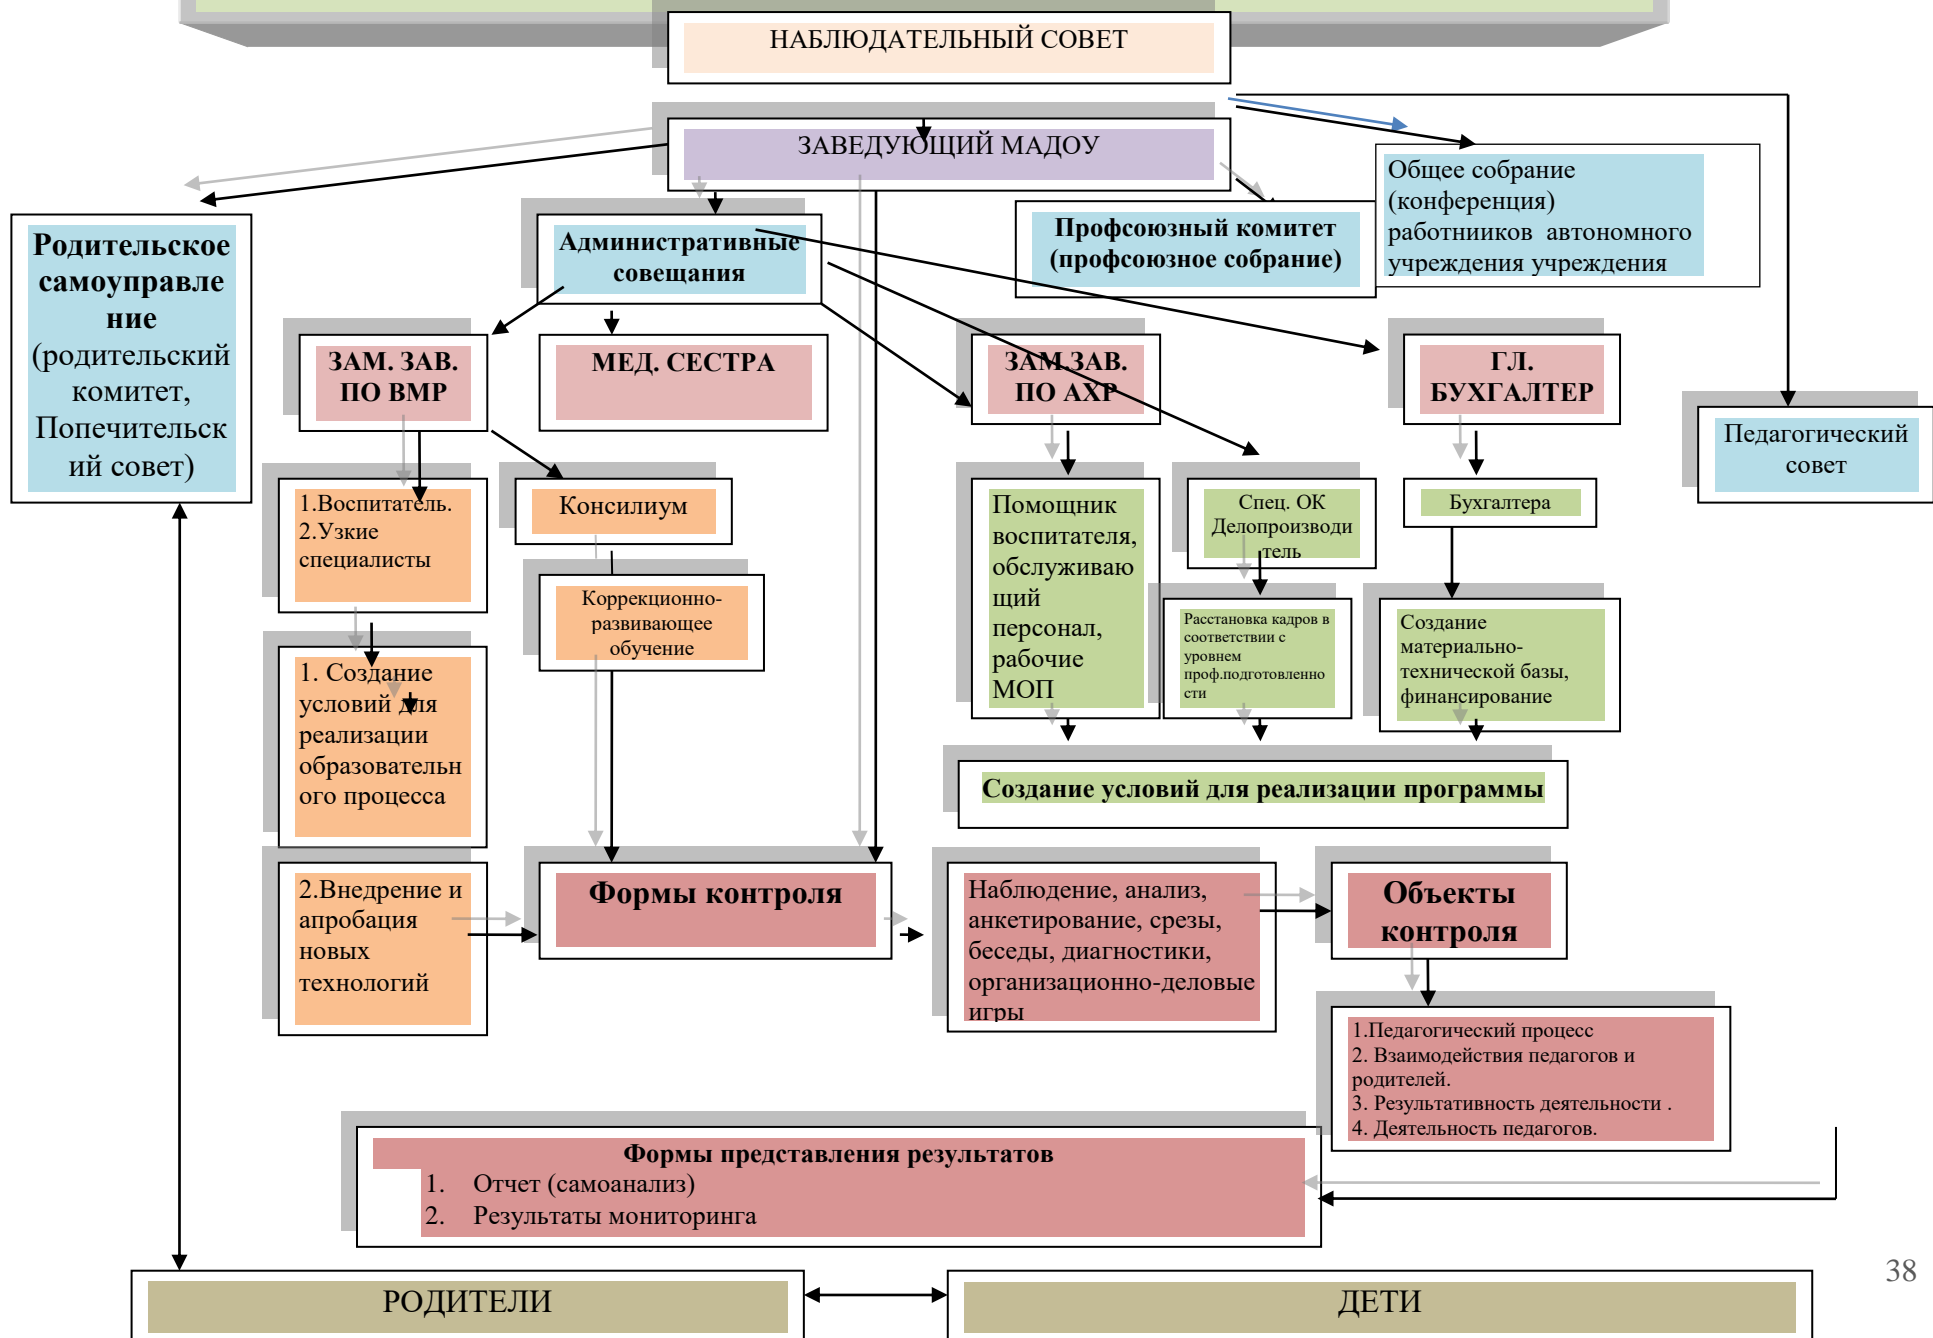 НАБЛЮДАТЕЛЬНЫЙ СОВЕТ
ЗАВЕДУЮЩИЙ МАДОУ
Общее собрание
(конференция)
работнииков автономного
учреждения учреждения
Родительское
самоуправле
ние
(родительский
комитет,
Попечительск
ий совет)
Административные
совещания
Профсоюзный комитет
(профсоюзное собрание)
ЗАМ. ЗАВ.
ПО ВМР
МЕД. СЕСТРА
ЗАМ.ЗАВ.
ПО АХР
ГЛ.
БУХГАЛТЕР
Педагогический
совет
1.Воспитатель.
2.Узкие
специалисты
Консилиум
Помощник
воспитателя,
обслуживаю
щий
персонал,
рабочие
МОП
Спец. ОК
Делопроизводи
тель
Бухгалтера
Коррекционно-
развивающее
обучение
Расстановка кадров в
соответствии с
уровнем
проф.подготовленно
сти
Создание
материально-
технической базы,
финансирование
1. Создание
условий для
реализации
образовательн
ого процесса
Создание условий для реализации программы
2.Внедрение и
апробация
новых
технологий
Формы контроля
Наблюдение, анализ,
анкетирование, срезы,
беседы, диагностики,
организационно-деловые
игры
Объекты
контроля
1.Педагогический процесс
2. Взаимодействия педагогов и
родителей.
3. Результативность деятельности .
4. Деятельность педагогов.
Формы представления результатов
1. Отчет (самоанализ)
2. Результаты мониторинга
38
РОДИТЕЛИ
ДЕТИ